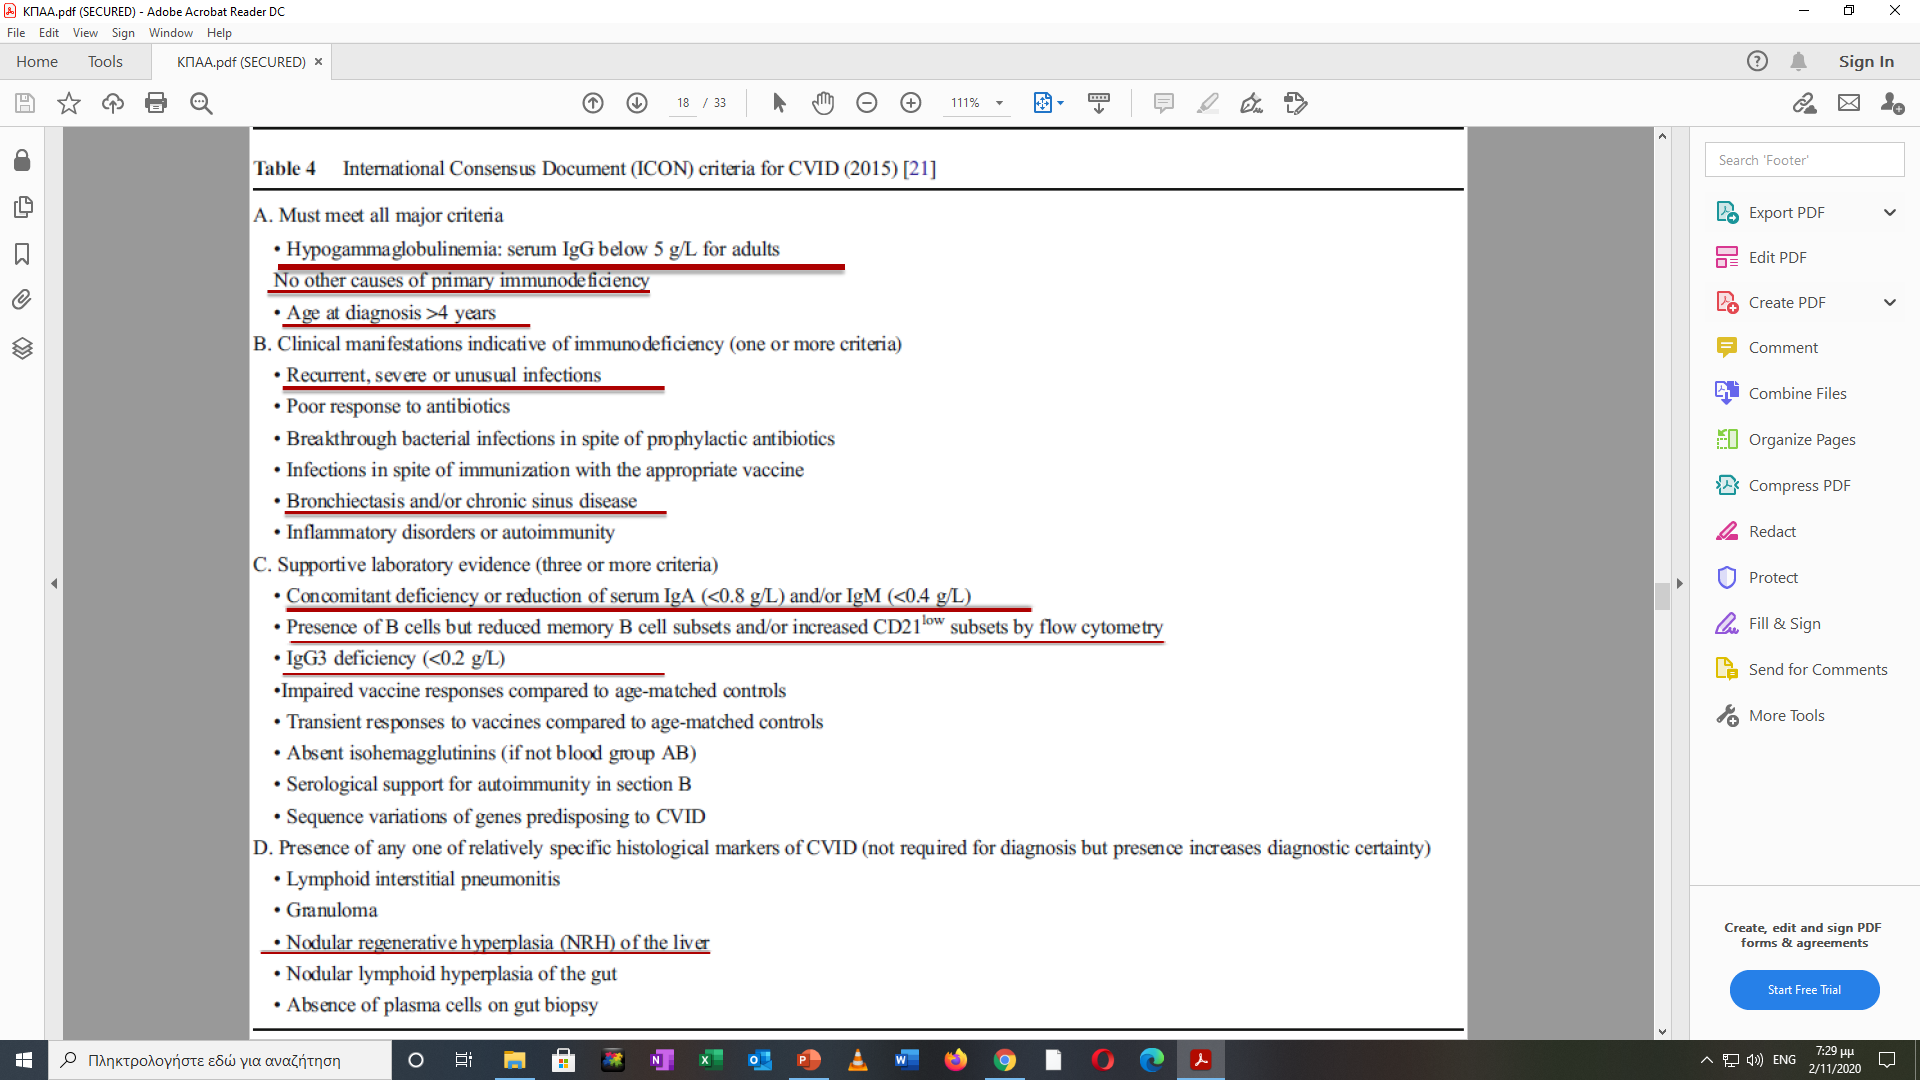 КПАА.pdf (SECURED) - Adobe Acrobat Reader DC
File Edit View Sign Window Help
Home Tools КПАА.pdf (SECURED) × Sign In
18 / 33 111%
Table 4 International Consensus Document (ICON) criteria for CVID (2015) [21]
A. Must meet all major criteria
• Hypogammaglobulinemia: serum IgG below 5 g/L for adults
No other causes of primary immunodeficiency
• Age at diagnosis >4 years
B. Clinical manifestations indicative of immunodeficiency (one or more criteria)
• Recurrent, severe or unusual infections
• Poor response to antibiotics
• Breakthrough bacterial infections in spite of prophylactic antibiotics
• Infections in spite of immunization with the appropriate vaccine
• Bronchiectasis and/or chronic sinus disease
• Inflammatory disorders or autoimmunity
C. Supportive laboratory evidence (three or more criteria)
• Concomitant deficiency or reduction of serum IgA (<0.8 g/L) and/or IgM (<0.4 g/L)
• Presence of B cells but reduced memory B cell subsets and/or increased CD21low subsets by flow cytometry
• IgG3 deficiency (<0.2 g/L)
•Impaired vaccine responses compared to age-matched controls
• Transient responses to vaccines compared to age-matched controls
• Absent isohemagglutinins (if not blood group AB)
• Serological support for autoimmunity in section B
• Sequence variations of genes predisposing to CVID
D. Presence of any one of relatively specific histological markers of CVID (not required for diagnosis but presence increases diagnostic certainty)
• Lymphoid interstitial pneumonitis
• Granuloma
• Nodular regenerative hyperplasia (NRH) of the liver
• Nodular lymphoid hyperplasia of the gut
• Absence of plasma cells on gut biopsy
Search 'Footer'
Export PDF
Edit PDF
Create PDF
Comment
Combine Files
Organize Pages
Compress PDF
Redact
Protect
Fill & Sign
Send for Comments
More Tools
Create, edit and sign PDF
forms & agreements
Start Free Trial
Πληκτρολογήστε εδώ για αναζήτηση
ENG
7:29 μμ
2/11/2020